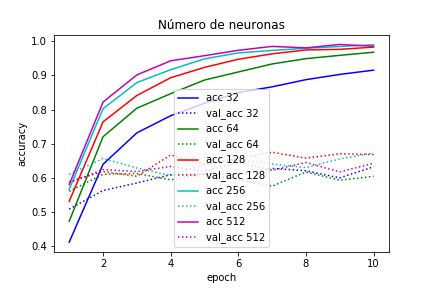 Número de neuronas
accuracy
1.0
0.9
0.8
0.7
0.6
0.5
0.4
acc 32
val_acc 32
acc 64
val_acc 64
acc 128
val_acc 128
acc 256
val_acc 256
acc 512
val_acc 512
2 4 6 8 10
epoch